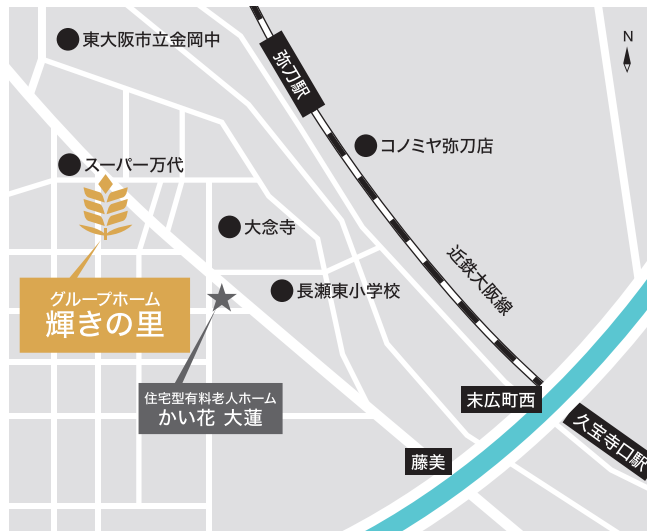 東大阪市立金岡中
N
弥刀駅
コノミヤ弥刀店
スーパー万代
大念寺
近鉄大阪線
グループホーム
輝きの里
長瀬東小学校
住宅型有料老人ホーム
かい花 大蓮
末広町西
久宝寺口駅
藤美